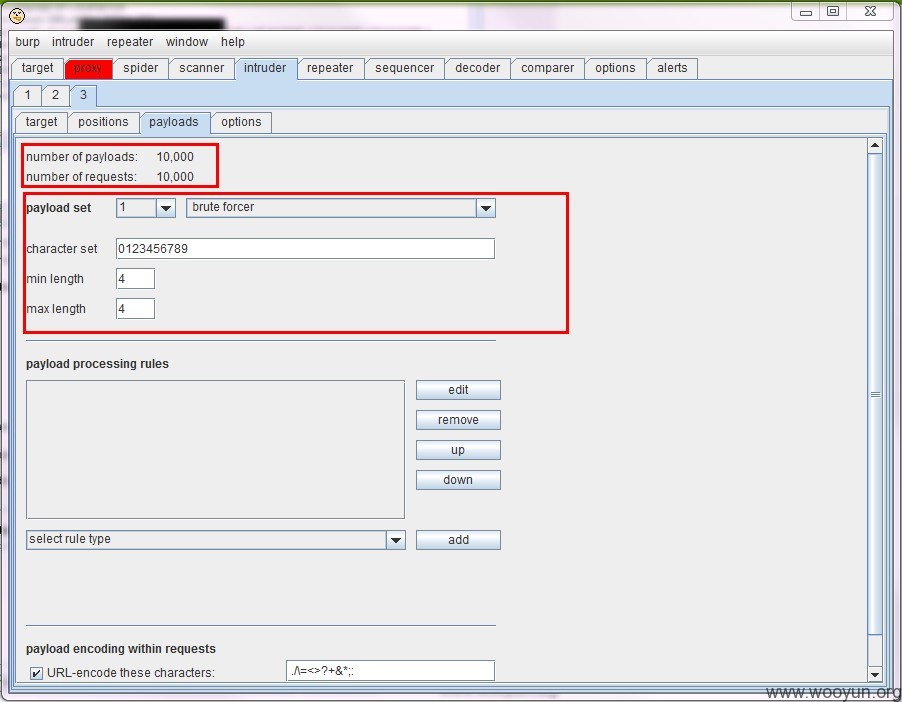 burp intruder repeater window help
target proxy spider scanner intruder repeater sequencer decoder comparer options alerts
1 2 3
target positions payloads options
number of payloads: 10,000
number of requests: 10,000
payload set 1 brute forcer
character set 0123456789
min length 4
max length 4
payload processing rules
edit
remove
up
down
select rule type add
payload encoding within requests
URL-encode these characters: ./\=<>?+&*;:
www.wooyun.org